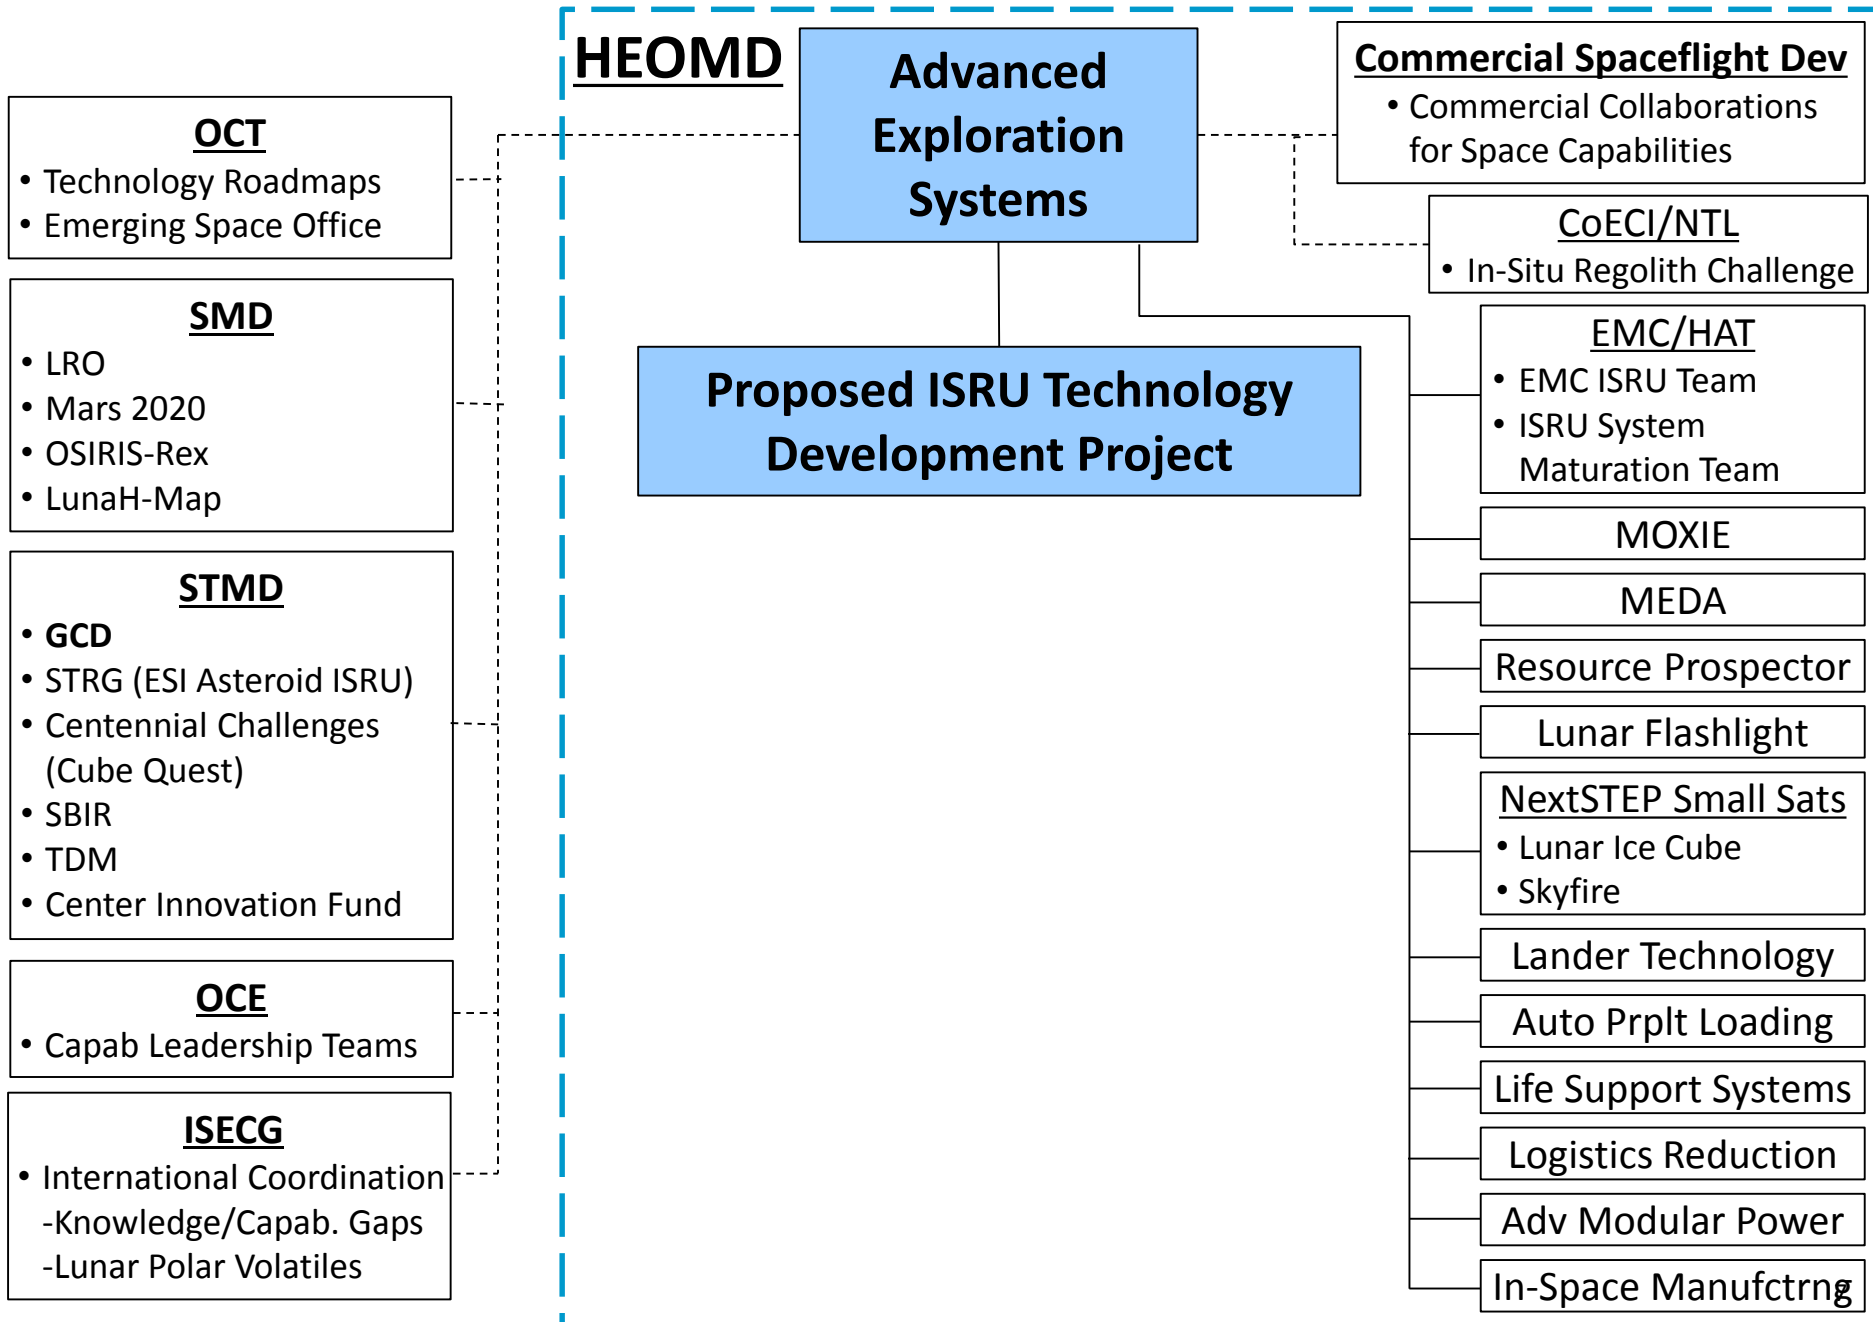 HEOMD
Advanced
Exploration
Systems
Proposed ISRU Technology
Development Project
OCT
• Technology Roadmaps
• Emerging Space Office
SMD
• LRO
• Mars 2020
• OSIRIS-Rex
• LunaH-Map
STMD
• GCD
• STRG (ESI Asteroid ISRU)
• Centennial Challenges
(Cube Quest)
• SBIR
• TDM
• Center Innovation Fund
OCE
• Capab Leadership Teams
ISECG
• International Coordination
-Knowledge/Capab. Gaps
-Lunar Polar Volatiles
Commercial Spaceflight Dev
• Commercial Collaborations
for Space Capabilities
CoECI/NTL
• In-Situ Regolith Challenge
EMC/HAT
• EMC ISRU Team
• ISRU System
Maturation Team
MOXIE
MEDA
Resource Prospector
Lunar Flashlight
NextSTEP Small Sats
• Lunar Ice Cube
• Skyfire
Lander Technology
Auto Prplt Loading
Life Support Systems
Logistics Reduction
Adv Modular Power
In-Space Manufctrng